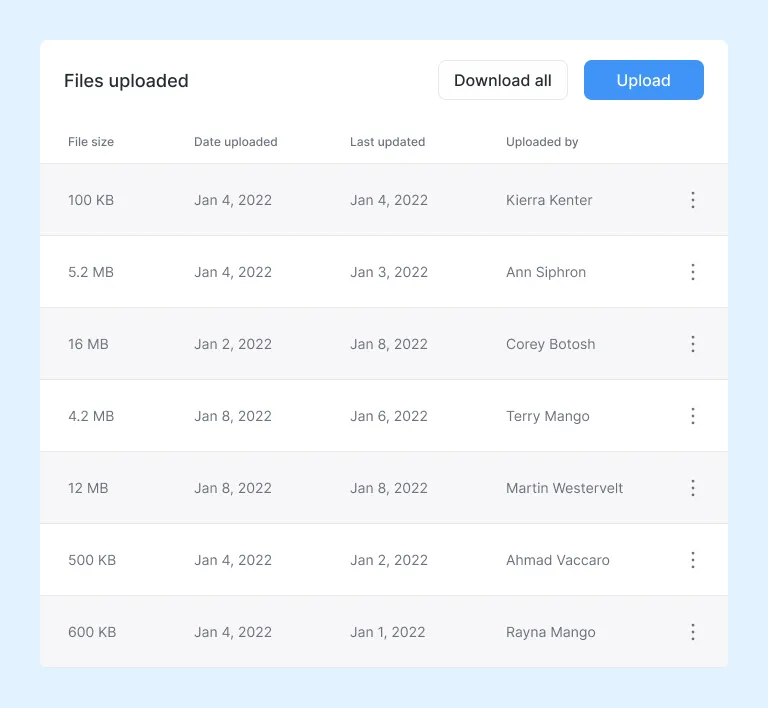 Files uploaded Download all Upload
File size Date uploaded Last updated Uploaded by
100 KB Jan 4, 2022 Jan 4, 2022 Kierra Kenter
5.2 MB Jan 4, 2022 Jan 3, 2022 Ann Siphron
16 MB Jan 2, 2022 Jan 8, 2022 Corey Botosh
4.2 MB Jan 8, 2022 Jan 6, 2022 Terry Mango
12 MB Jan 8, 2022 Jan 8, 2022 Martin Westervelt
500 KB Jan 4, 2022 Jan 2, 2022 Ahmad Vaccaro
600 KB Jan 4, 2022 Jan 1, 2022 Rayna Mango